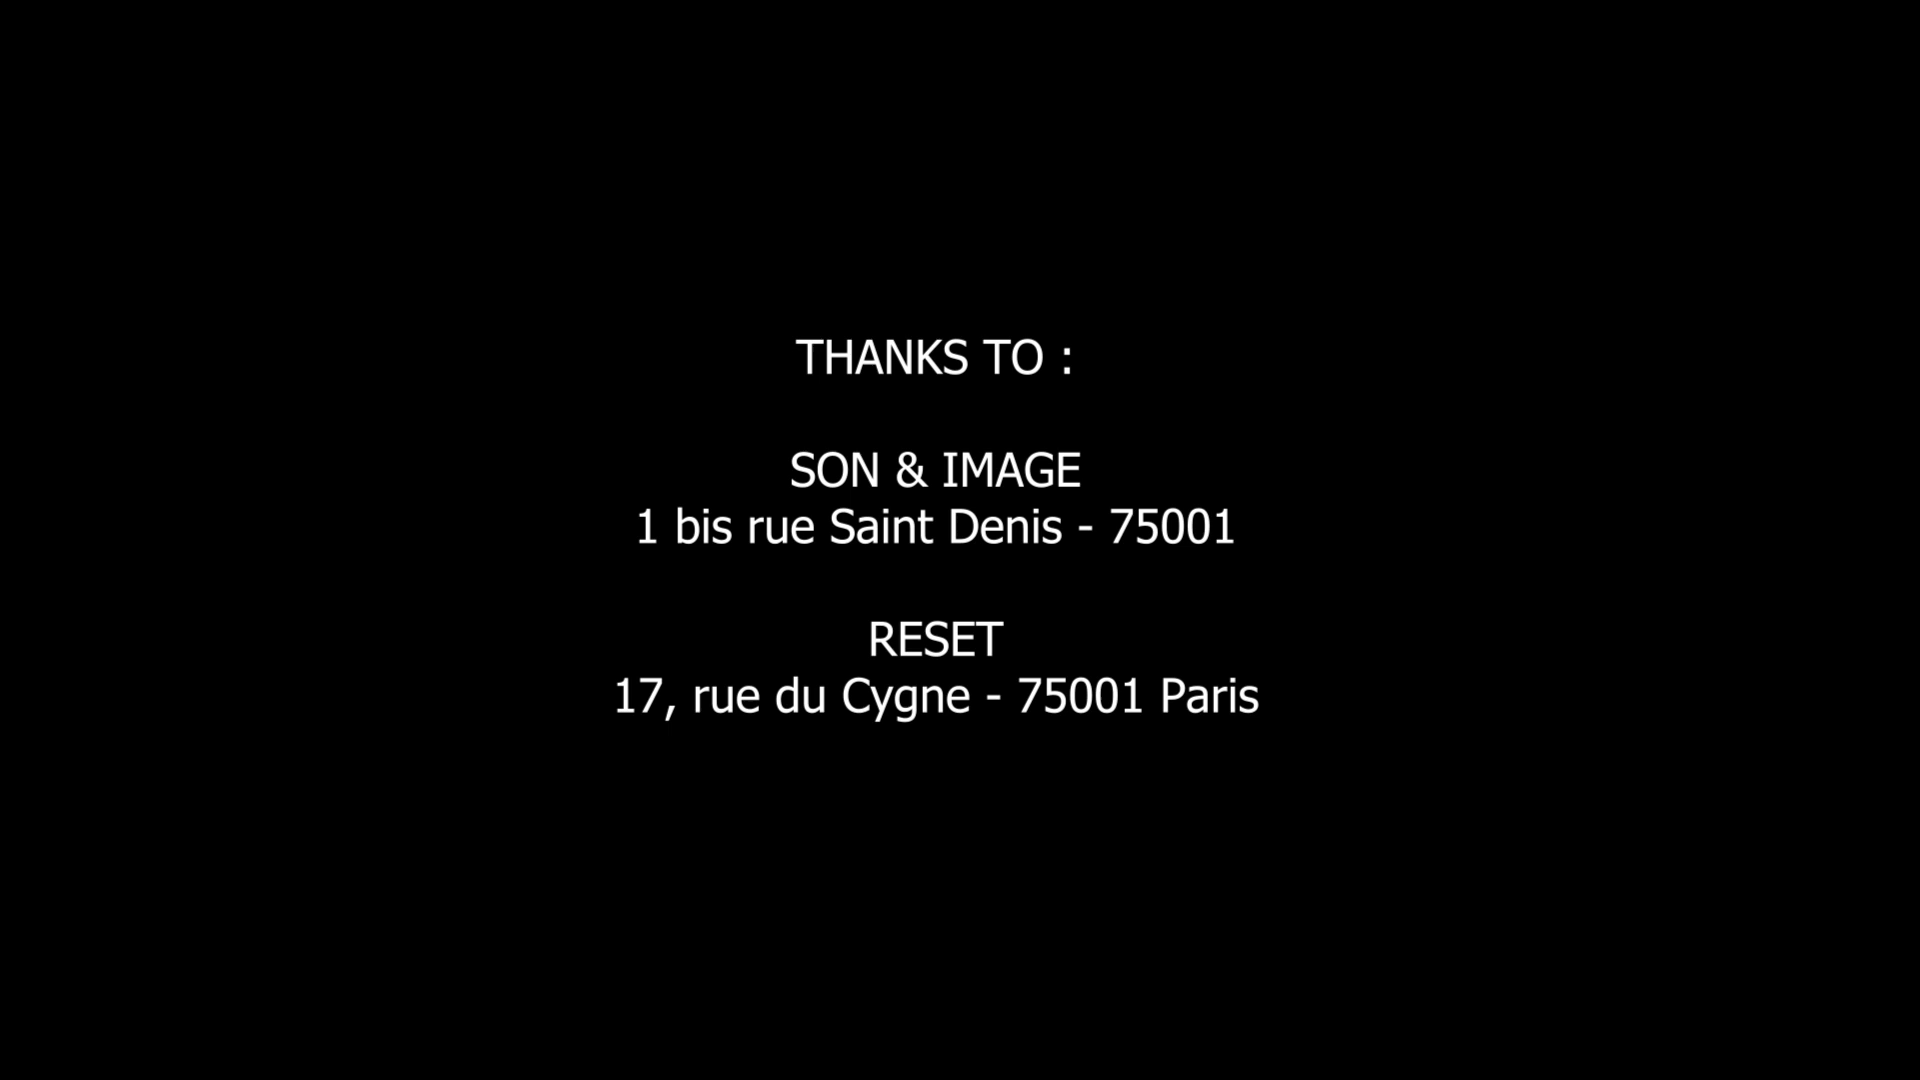 THANKS TO :
SON & IMAGE
1 bis rue Saint Denis - 75001
RESET
17, rue du Cygne - 75001 Paris